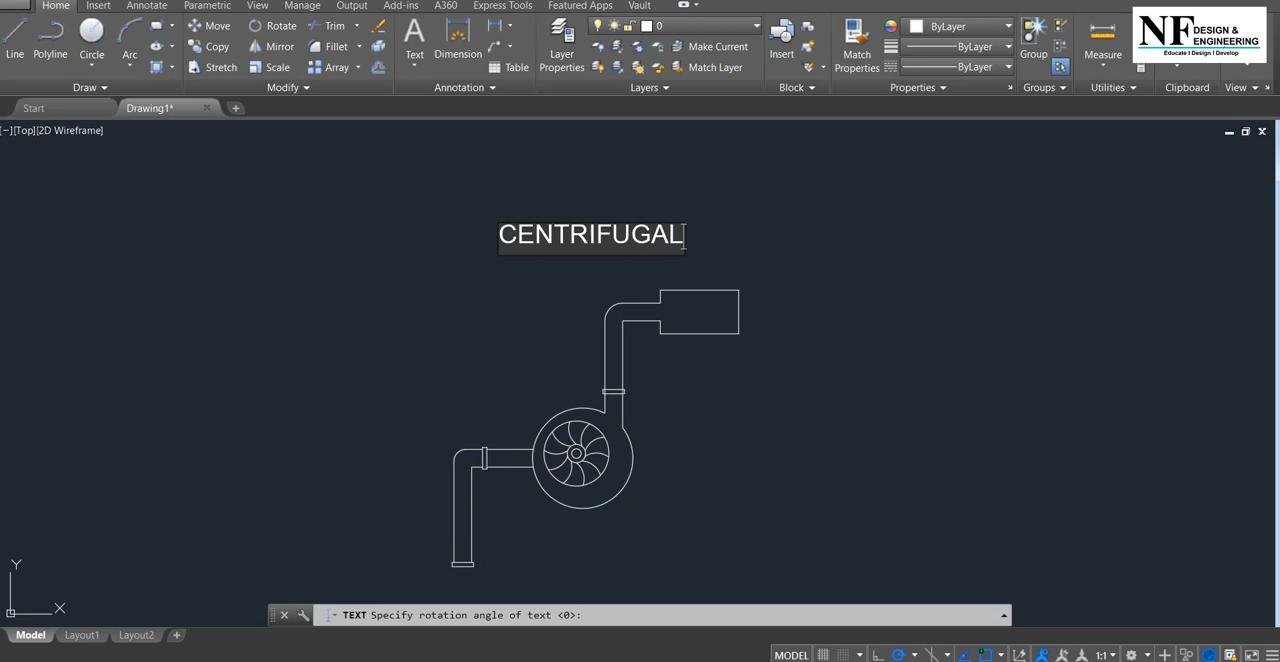 Home Insert Annotate Parametric View Manage Output Add-ins A360 Express Tools Featured Apps Vault
Line Polyline Circle Arc
Move Rotate Trim
Copy Mirror Fillet
Stretch Scale Array
Text Dimension Table
Layer Properties
0
Make Current
Match Layer
Insert
Match Properties
ByLayer
ByLayer
ByLayer
Group
Measure
NF DESIGN & ENGINEERING
Educate I Design I Develop
Draw Modify Annotation Layers Block Properties Groups Utilities Clipboard View
Start Drawing1*
[−][Top][2D Wireframe]
CENTRIFUGAL
Y
X
TEXT Specify rotation angle of text <0>:
Model Layout1 Layout2
MODEL 1:1